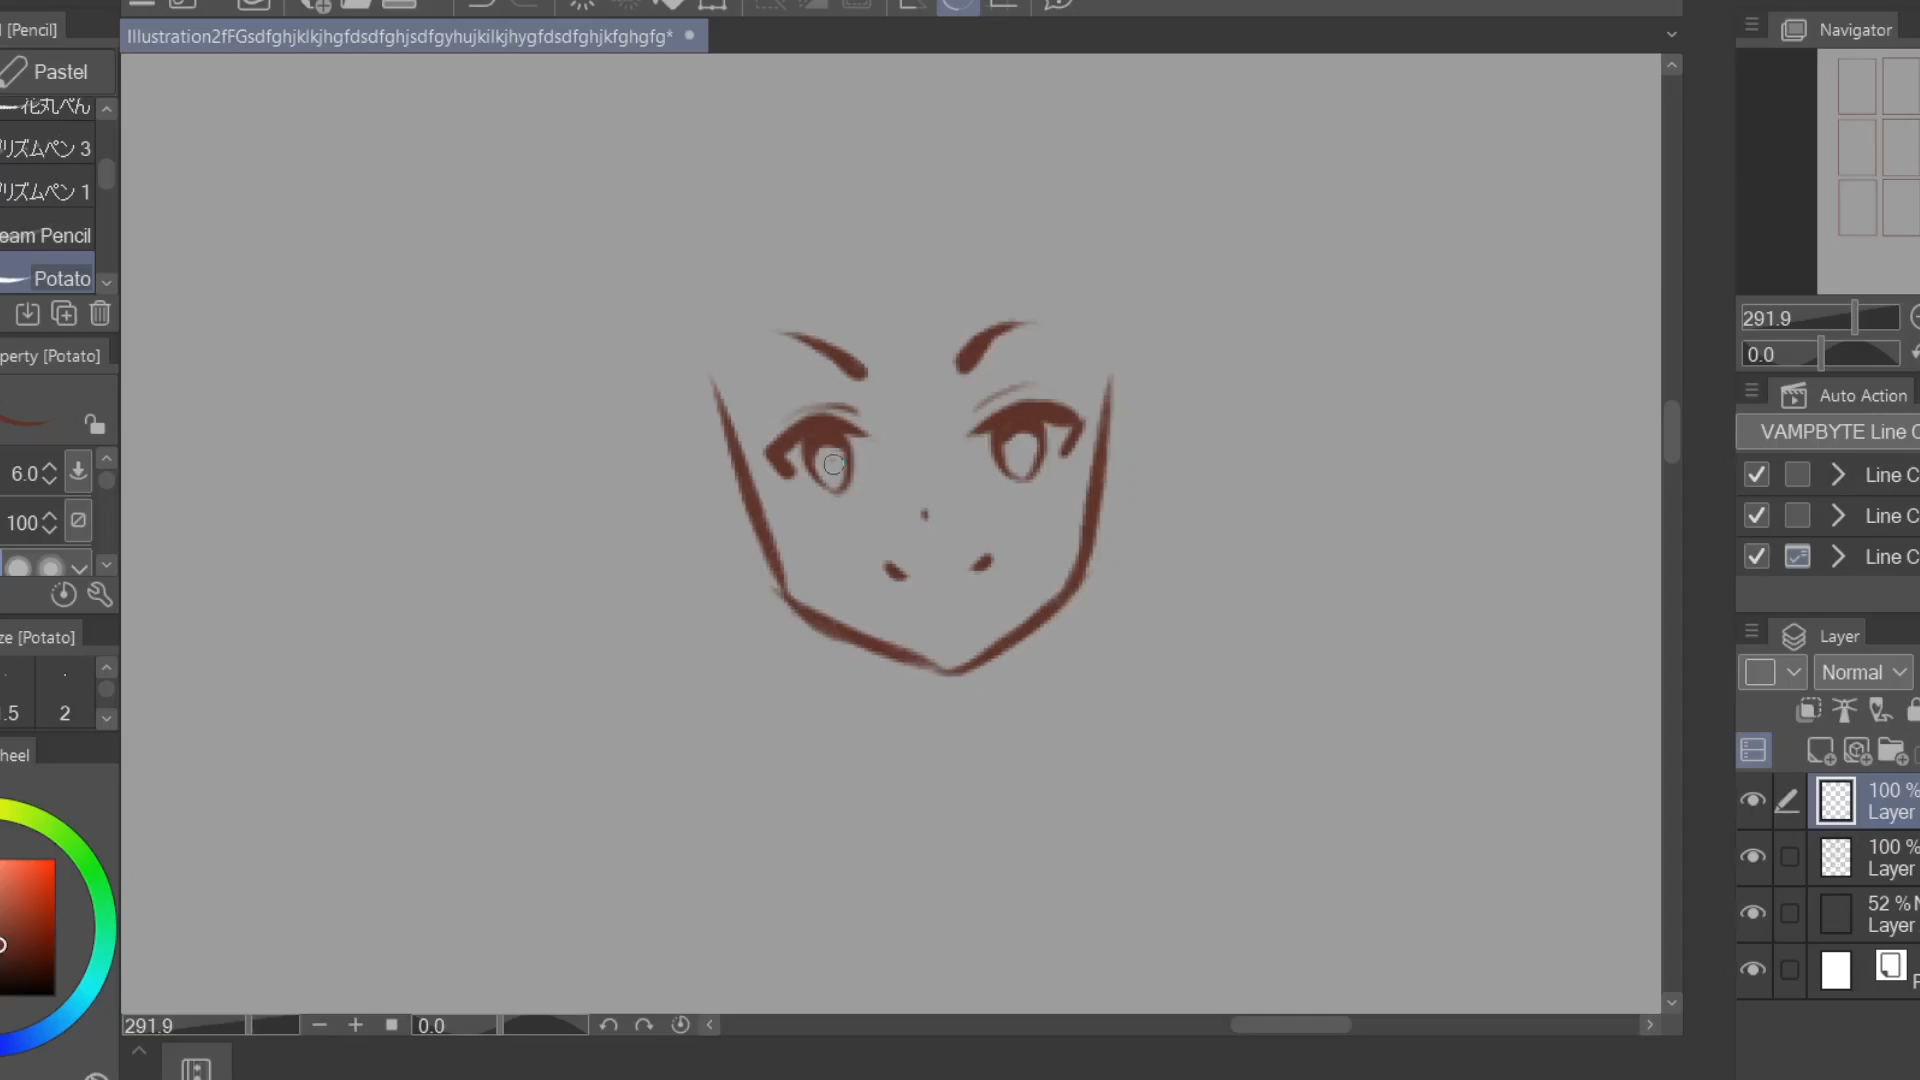 [Pencil]
Illustration2fFGsdfghjklkjhgfdsdfghjsdfgyhujkilkjhygfdsdfghjkfghgfg*
Navigator
Pastel
花丸ぺん
リズムペン 3
リズムペン 1
eam Pencil
Potato
291.9
0.0
perty [Potato]
Auto Action
VAMPBYTE Line C
6.0
Line C
100
Line C
Line C
ze [Potato]
Layer
Normal
.5
2
heel
100 %
Layer
100 %
Layer
52 %
Layer
291.9
0.0